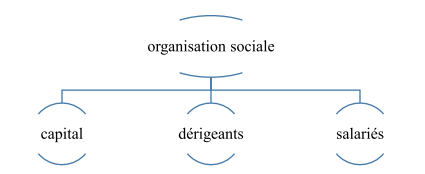 organisation sociale
capital
dérigeants
salariés